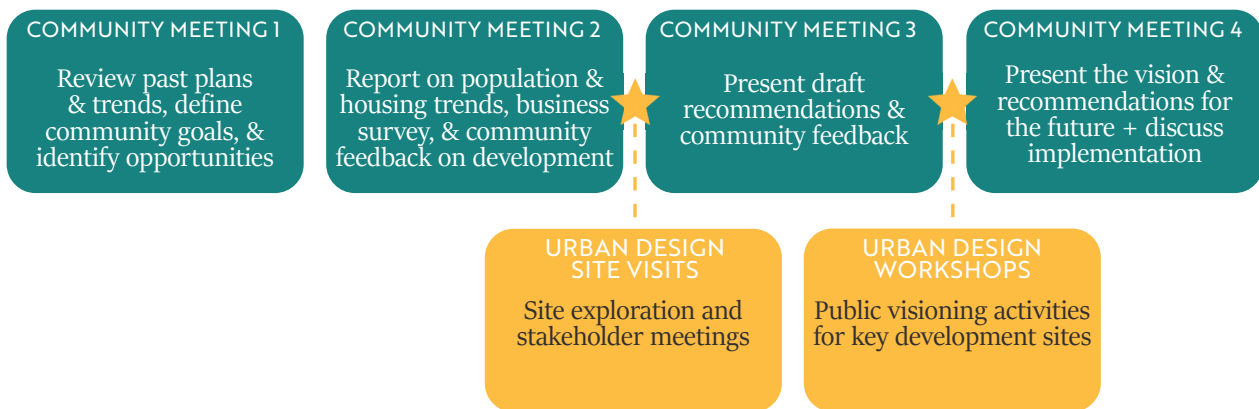 COMMUNITY MEETING 1
Review past plans
& trends, define
community goals, &
identify opportunities
COMMUNITY MEETING 2
Report on population &
housing trends, business
survey, & community
feedback on development
COMMUNITY MEETING 3
Present draft
recommendations &
community feedback
COMMUNITY MEETING 4
Present the vision &
recommendations for
the future + discuss
implementation
URBAN DESIGN
SITE VISITS
Site exploration and
stakeholder meetings
URBAN DESIGN
WORKSHOPS
Public visioning activities
for key development sites